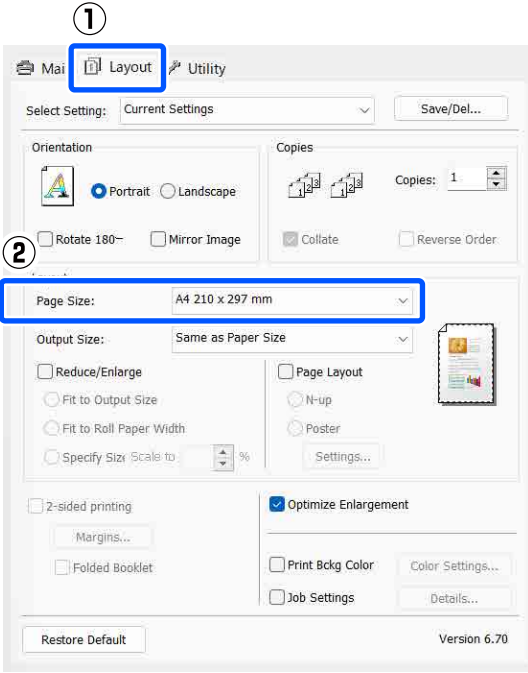 ①
Mai Layout Utility
Select Setting: Current Settings Save/Del...
Orientation
Portrait Landscape
Rotate 180 Mirror Image
Copies
Copies: 1
Collate Reverse Order
②
Page Size: A4 210 x 297 mm
Output Size: Same as Paper Size
Reduce/Enlarge
Fit to Output Size
Fit to Roll Paper Width
Specify Size Scale to %
Page Layout
N-up
Poster
Settings...
2-sided printing
Margins...
Folded Booklet
Optimize Enlargement
Print Bckg Color Color Settings...
Job Settings Details...
Restore Default Version 6.70